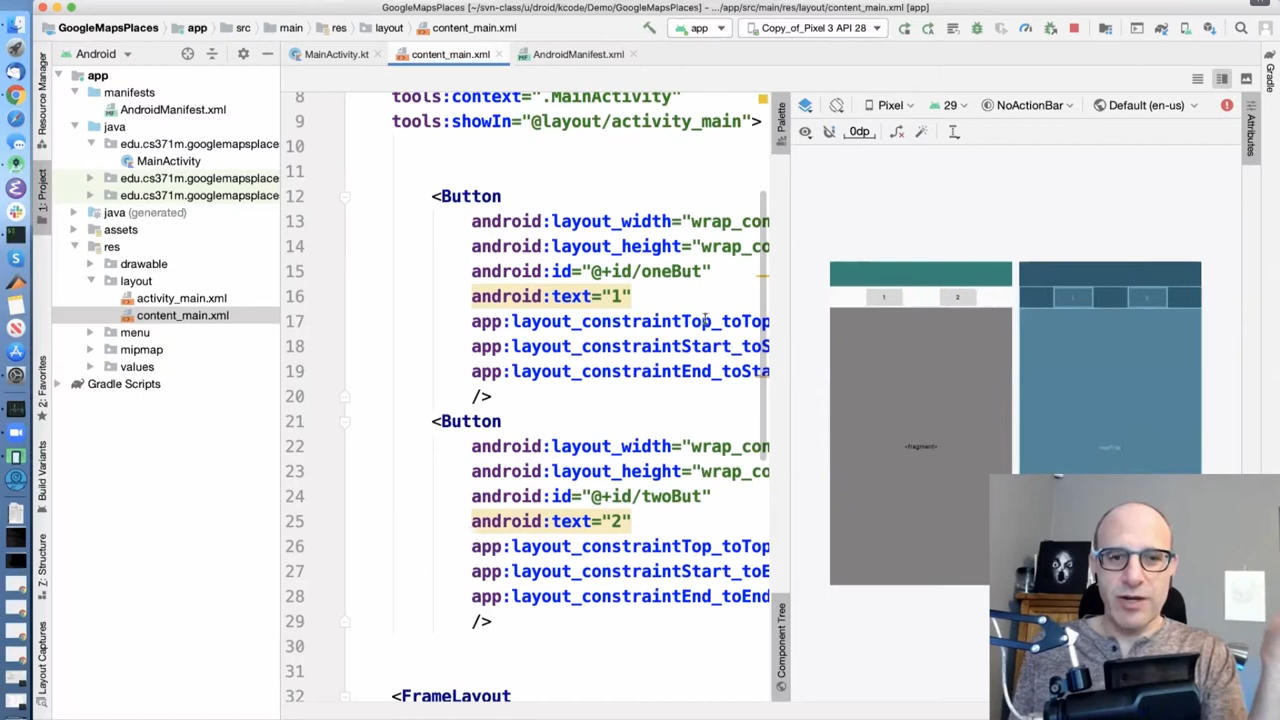 GoogleMapsPlaces [~/svn-class/u/droid/kcode/Demo/GoogleMapsPlaces] – .../app/src/main/res/layout/content_main.xml [app]
GoogleMapsPlaces app src main res layout content_main.xml app Copy_of_Pixel 3 API 28
Android MainActivity.kt content_main.xml AndroidManifest.xml
app
manifests
AndroidManifest.xml
java
edu.cs371m.googlemapsplace
MainActivity
edu.cs371m.googlemapsplace
edu.cs371m.googlemapsplace
java (generated)
assets
res
drawable
layout
activity_main.xml
content_main.xml
menu
mipmap
values
Gradle Scripts
Resource Manager
1: Project
2: Favorites
Build Variants
7: Structure
Layout Captures
8 tools:context=".MainActivity"
9 tools:showIn="@layout/activity_main">
10
11
12 <Button
13 android:layout_width="wrap_con
14 android:layout_height="wrap_co
15 android:id="@+id/oneBut"
16 android:text="1"
17 app:layout_constraintTop_toTop
18 app:layout_constraintStart_toS
19 app:layout_constraintEnd_toSta
20 />
21 <Button
22 android:layout_width="wrap_con
23 android:layout_height="wrap_co
24 android:id="@+id/twoBut"
25 android:text="2"
26 app:layout_constraintTop_toTop
27 app:layout_constraintStart_toE
28 app:layout_constraintEnd_toEnd
29 />
30
31
32 <FrameLayout
Palette
Component Tree
Pixel 29 NoActionBar Default (en-us)
0dp
1 2
1 2
<fragment>
Gradle
Attributes